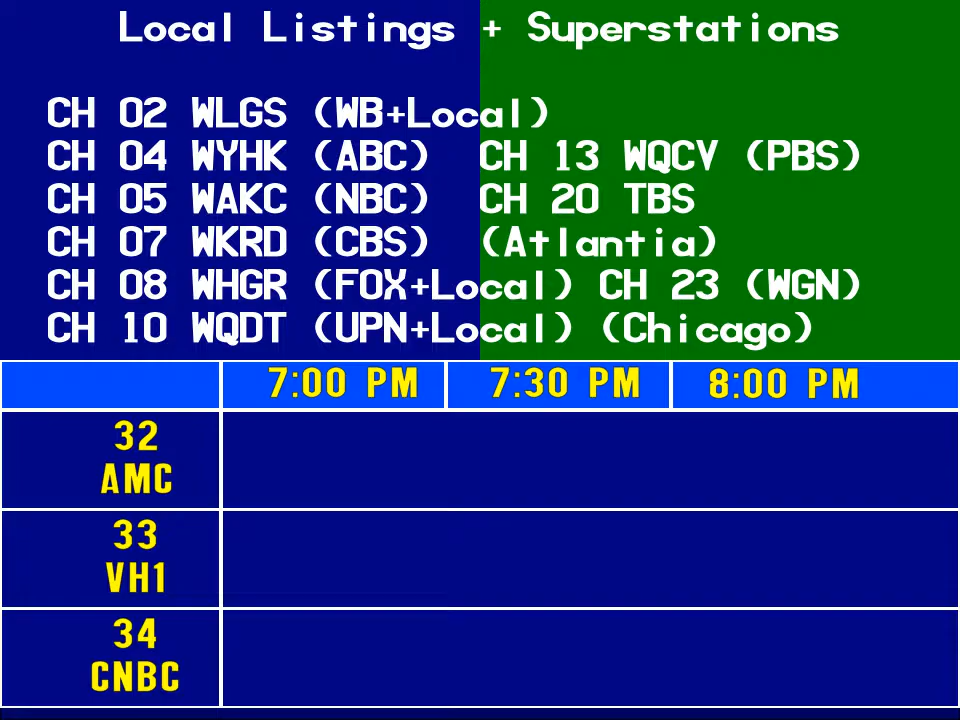 Local Listings + Superstations
CH 02 WLGS (WB+Local)
CH 04 WYHK (ABC) CH 13 WQCV (PBS)
CH 05 WAKC (NBC) CH 20 TBS
CH 07 WKRD (CBS) (Atlantia)
CH 08 WHGR (FOX+Local) CH 23 (WGN)
CH 10 WQDT (UPN+Local) (Chicago)
7:00 PM 7:30 PM 8:00 PM
32
AMC
33
VH1
34
CNBC